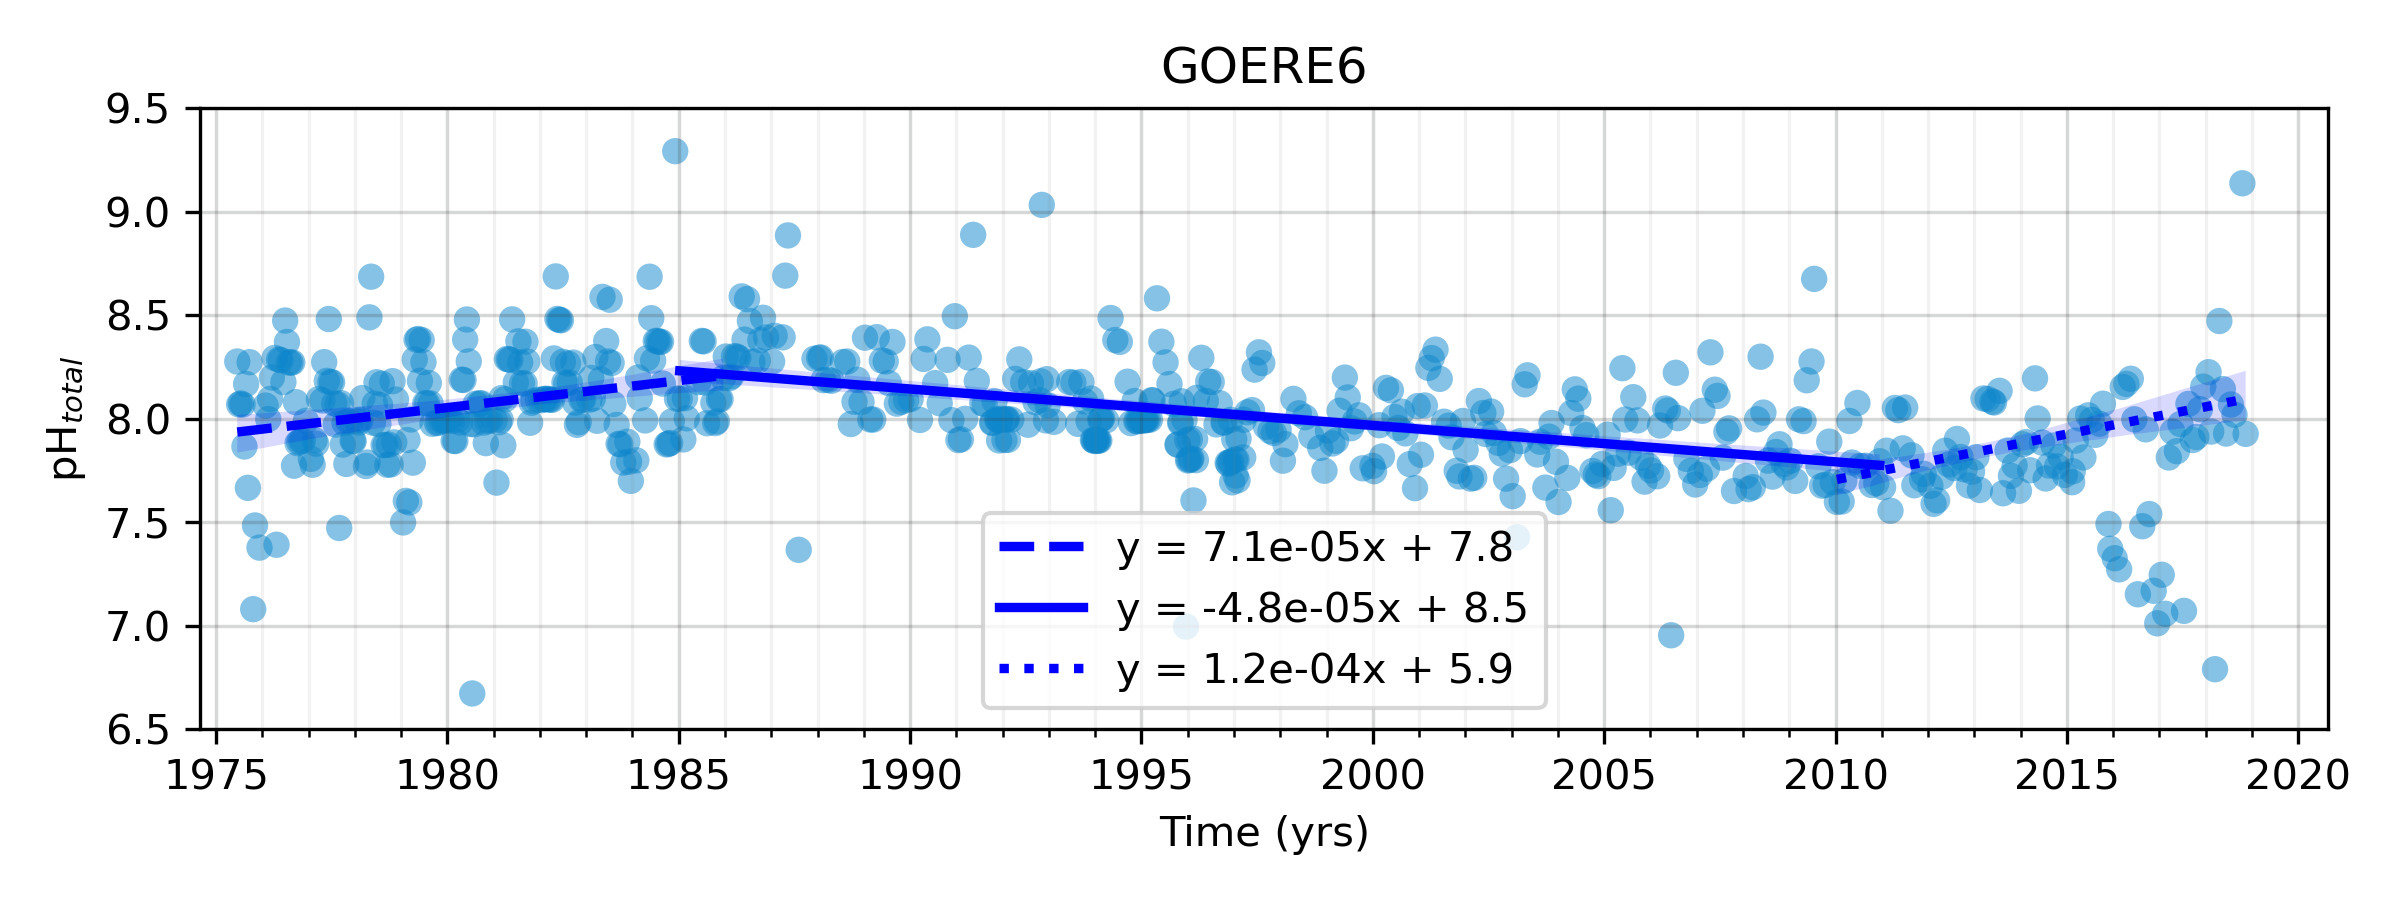 GOERE6
9.5
9.0
8.5
8.0
7.5
7.0
6.5
pH_total
y = 7.1e-05x + 7.8
y = -4.8e-05x + 8.5
y = 1.2e-04x + 5.9
1975 1980 1985 1990 1995 2000 2005 2010 2015 2020
Time (yrs)